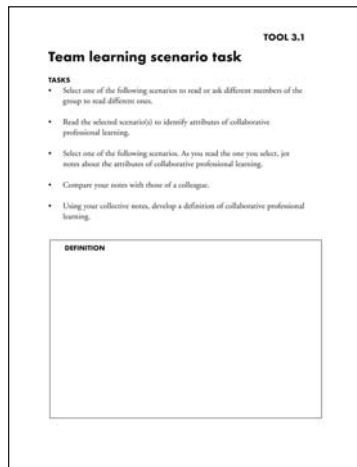 TOOL 3.1
Team learning scenario task
TASKS
• Select one of the following scenarios to read or ask different members of the
group to read different ones.
• Read the selected scenario(s) to identify attributes of collaborative
professional learning.
• Select one of the following scenarios. As you read the one you select, jot
notes about the attributes of collaborative professional learning.
• Compare your notes with those of a colleague.
• Using your collective notes, develop a definition of collaborative professional
learning.
DEFINITION